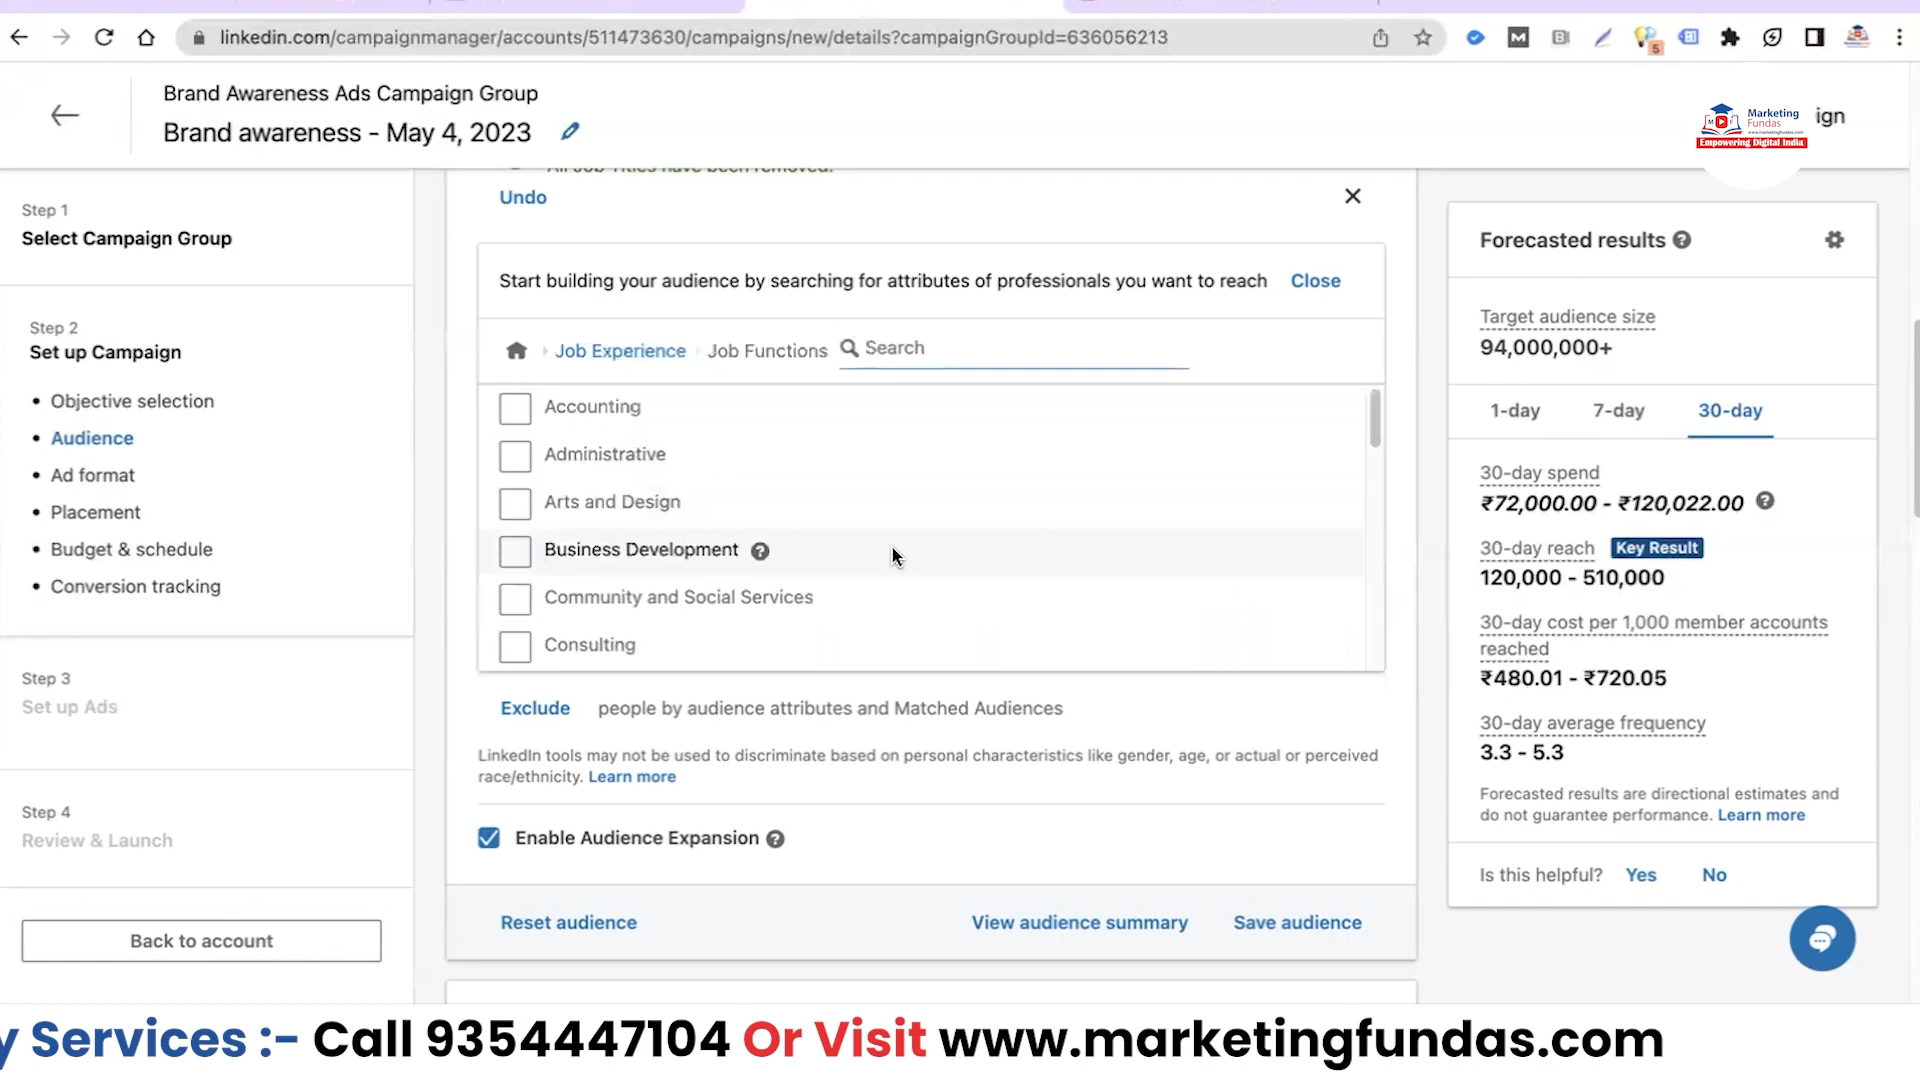 linkedin.com/campaignmanager/accounts/511473630/campaigns/new/details?campaignGroupId=636056213
5
Brand Awareness Ads Campaign Group
Brand awareness - May 4, 2023
Marketing
Fundas
Empowering Digital India
ign
Step 1
Select Campaign Group
Step 2
Set up Campaign
Objective selection
Audience
Ad format
Placement
Budget & schedule
Conversion tracking
Step 3
Set up Ads
Step 4
Review & Launch
Back to account
All Job Titles have been removed.
Undo
Start building your audience by searching for attributes of professionals you want to reach Close
Job Experience Job Functions Search
Accounting
Administrative
Arts and Design
Business Development
Community and Social Services
Consulting
Exclude people by audience attributes and Matched Audiences
LinkedIn tools may not be used to discriminate based on personal characteristics like gender, age, or actual or perceived
race/ethnicity. Learn more
Enable Audience Expansion
Reset audience View audience summary Save audience
Forecasted results
Target audience size
94,000,000+
1-day 7-day 30-day
30-day spend
₹72,000.00 - ₹120,022.00
30-day reach Key Result
120,000 - 510,000
30-day cost per 1,000 member accounts
reached
₹480.01 - ₹720.05
30-day average frequency
3.3 - 5.3
Forecasted results are directional estimates and
do not guarantee performance. Learn more
Is this helpful? Yes No
y Services :- Call 9354447104 Or Visit www.marketingfundas.com